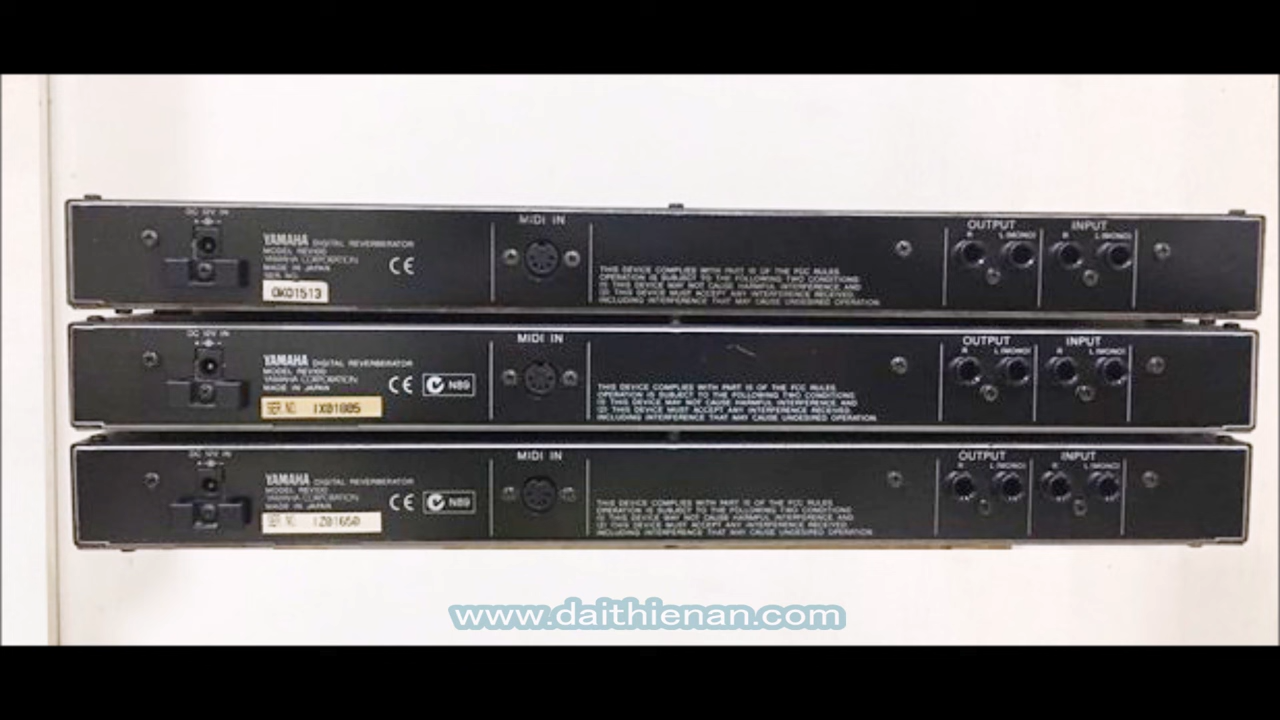 DC 12V IN
YAMAHA DIGITAL REVERBERATOR
MODEL REV100
YAMAHA CORPORATION
MADE IN JAPAN
SER. NO.
OK01513
CE
MIDI IN
THIS DEVICE COMPLIES WITH PART 15 OF THE FCC RULES.
OPERATION IS SUBJECT TO THE FOLLOWING TWO CONDITIONS:
(1) THIS DEVICE MAY NOT CAUSE HARMFUL INTERFERENCE, AND
(2) THIS DEVICE MUST ACCEPT ANY INTERFERENCE RECEIVED,
INCLUDING INTERFERENCE THAT MAY CAUSE UNDESIRED OPERATION.
OUTPUT
R L(MONO)
INPUT
R L(MONO)
DC 12V IN
YAMAHA DIGITAL REVERBERATOR
MODEL REV100
YAMAHA CORPORATION
MADE IN JAPAN
SER. NO. IX01885
CE N89
MIDI IN
THIS DEVICE COMPLIES WITH PART 15 OF THE FCC RULES.
OPERATION IS SUBJECT TO THE FOLLOWING TWO CONDITIONS:
(1) THIS DEVICE MAY NOT CAUSE HARMFUL INTERFERENCE, AND
(2) THIS DEVICE MUST ACCEPT ANY INTERFERENCE RECEIVED,
INCLUDING INTERFERENCE THAT MAY CAUSE UNDESIRED OPERATION.
OUTPUT
R L(MONO)
INPUT
R L(MONO)
DC 12V IN
YAMAHA DIGITAL REVERBERATOR
MODEL REV100
YAMAHA CORPORATION
MADE IN JAPAN
SER. NO. IZ01650
CE N89
MIDI IN
THIS DEVICE COMPLIES WITH PART 15 OF THE FCC RULES.
OPERATION IS SUBJECT TO THE FOLLOWING TWO CONDITIONS:
(1) THIS DEVICE MAY NOT CAUSE HARMFUL INTERFERENCE, AND
(2) THIS DEVICE MUST ACCEPT ANY INTERFERENCE RECEIVED,
INCLUDING INTERFERENCE THAT MAY CAUSE UNDESIRED OPERATION.
OUTPUT
R L(MONO)
INPUT
R L(MONO)
www.daithienan.com